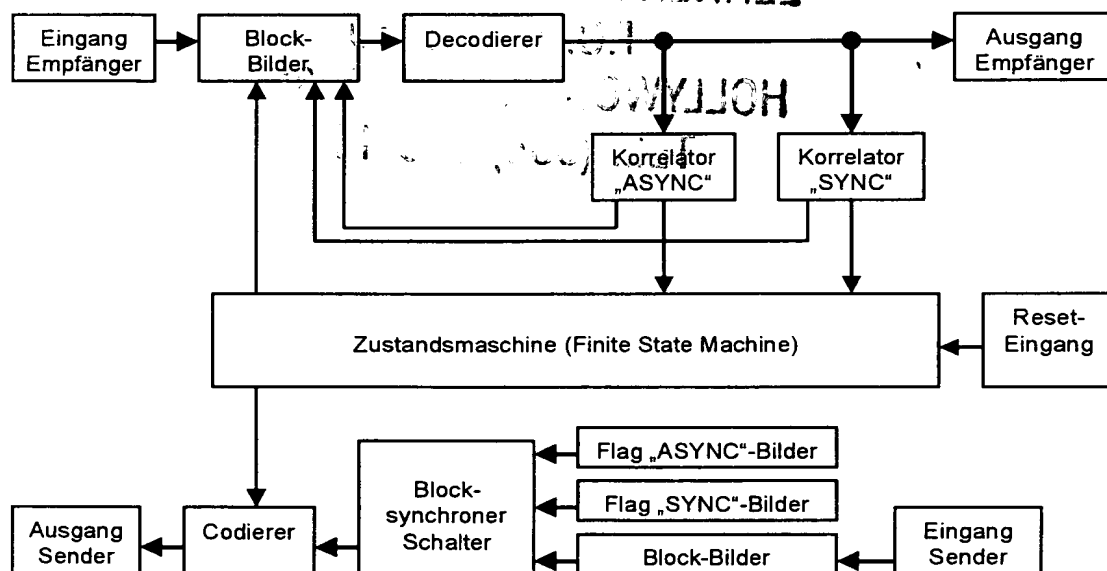 Eingang
Empfänger
Block-
Bilder
Decodierer
Ausgang
Empfänger
HOLLYWO
Korrelator
„ASYNC“
Korrelator
„SYNC“
Zustandsmaschine (Finite State Machine)
Reset-
Eingang
Flag „ASYNC“-Bilder
Flag „SYNC“-Bilder
Block-Bilder
Block-
synchroner
Schalter
Codierer
Ausgang
Sender
Eingang
Sender